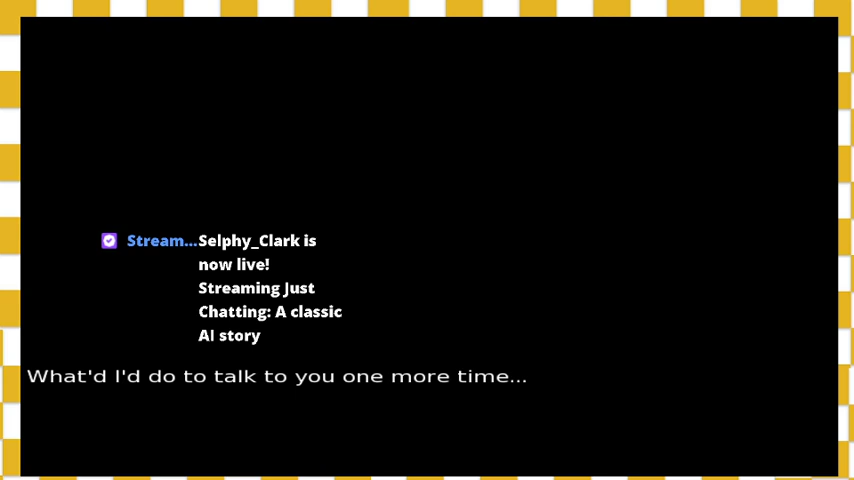 Stream...Selphy_Clark is
now live!
Streaming Just
Chatting: A classic
AI story
What'd I'd do to talk to you one more time...